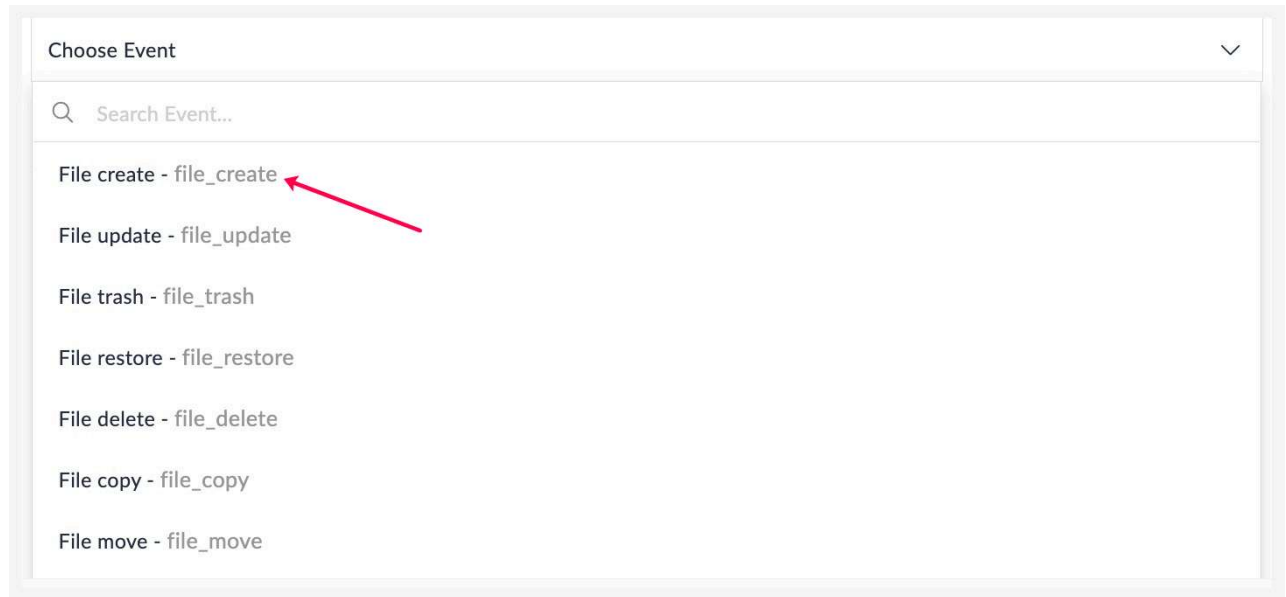 Choose Event
Search Event...
File create - file_create
File update - file_update
File trash - file_trash
File restore - file_restore
File delete - file_delete
File copy - file_copy
File move - file_move